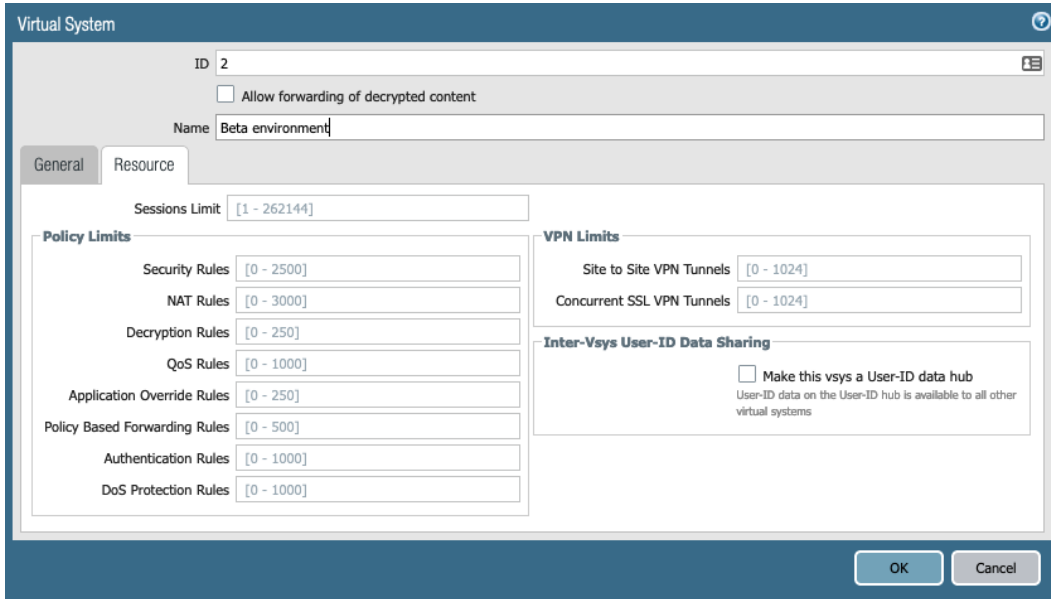 Virtual System
ID 2
Allow forwarding of decrypted content
Name Beta environment
General Resource
Sessions Limit [1 - 262144]
Policy Limits
Security Rules [0 - 2500]
NAT Rules [0 - 3000]
Decryption Rules [0 - 250]
QoS Rules [0 - 1000]
Application Override Rules [0 - 250]
Policy Based Forwarding Rules [0 - 500]
Authentication Rules [0 - 1000]
DoS Protection Rules [0 - 1000]
VPN Limits
Site to Site VPN Tunnels [0 - 1024]
Concurrent SSL VPN Tunnels [0 - 1024]
Inter-Vsys User-ID Data Sharing
Make this vsys a User-ID data hub
User-ID data on the User-ID hub is available to all other
virtual systems
OK Cancel